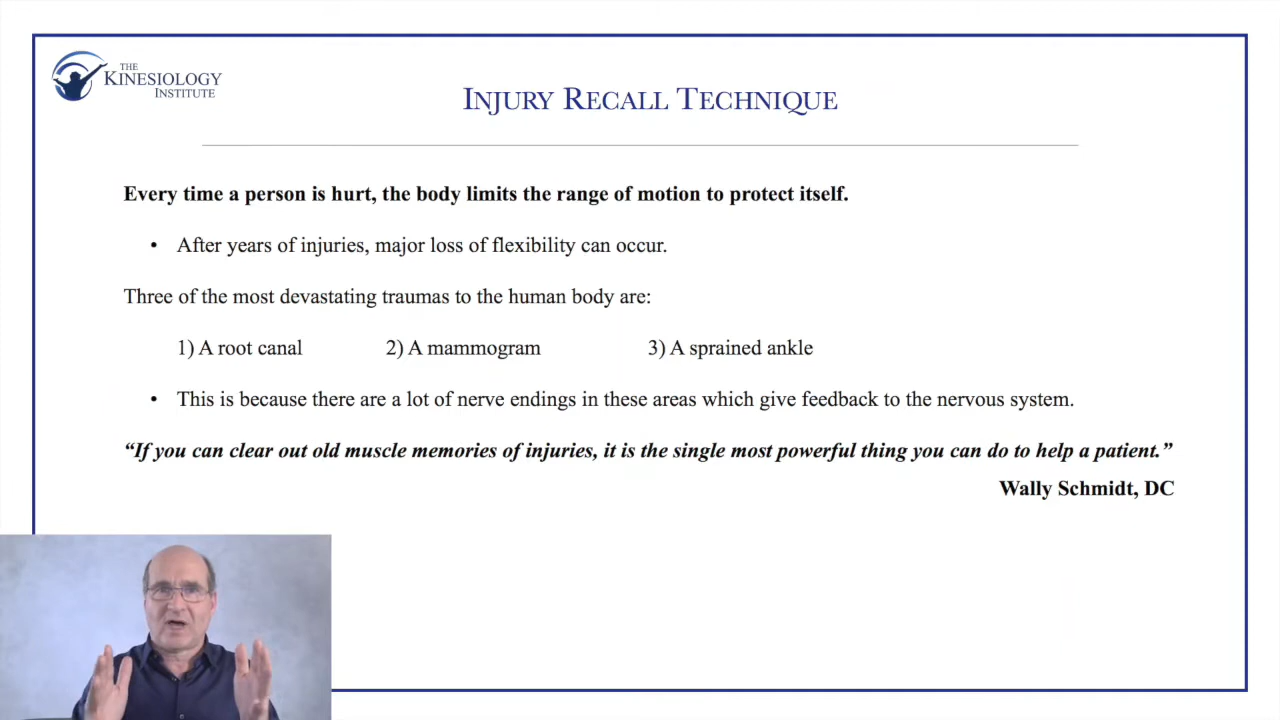 THE
KINESIOLOGY
INSTITUTE
INJURY RECALL TECHNIQUE
Every time a person is hurt, the body limits the range of motion to protect itself.
• After years of injuries, major loss of flexibility can occur.
Three of the most devastating traumas to the human body are:
1) A root canal 2) A mammogram 3) A sprained ankle
• This is because there are a lot of nerve endings in these areas which give feedback to the nervous system.
“If you can clear out old muscle memories of injuries, it is the single most powerful thing you can do to help a patient.”
Wally Schmidt, DC